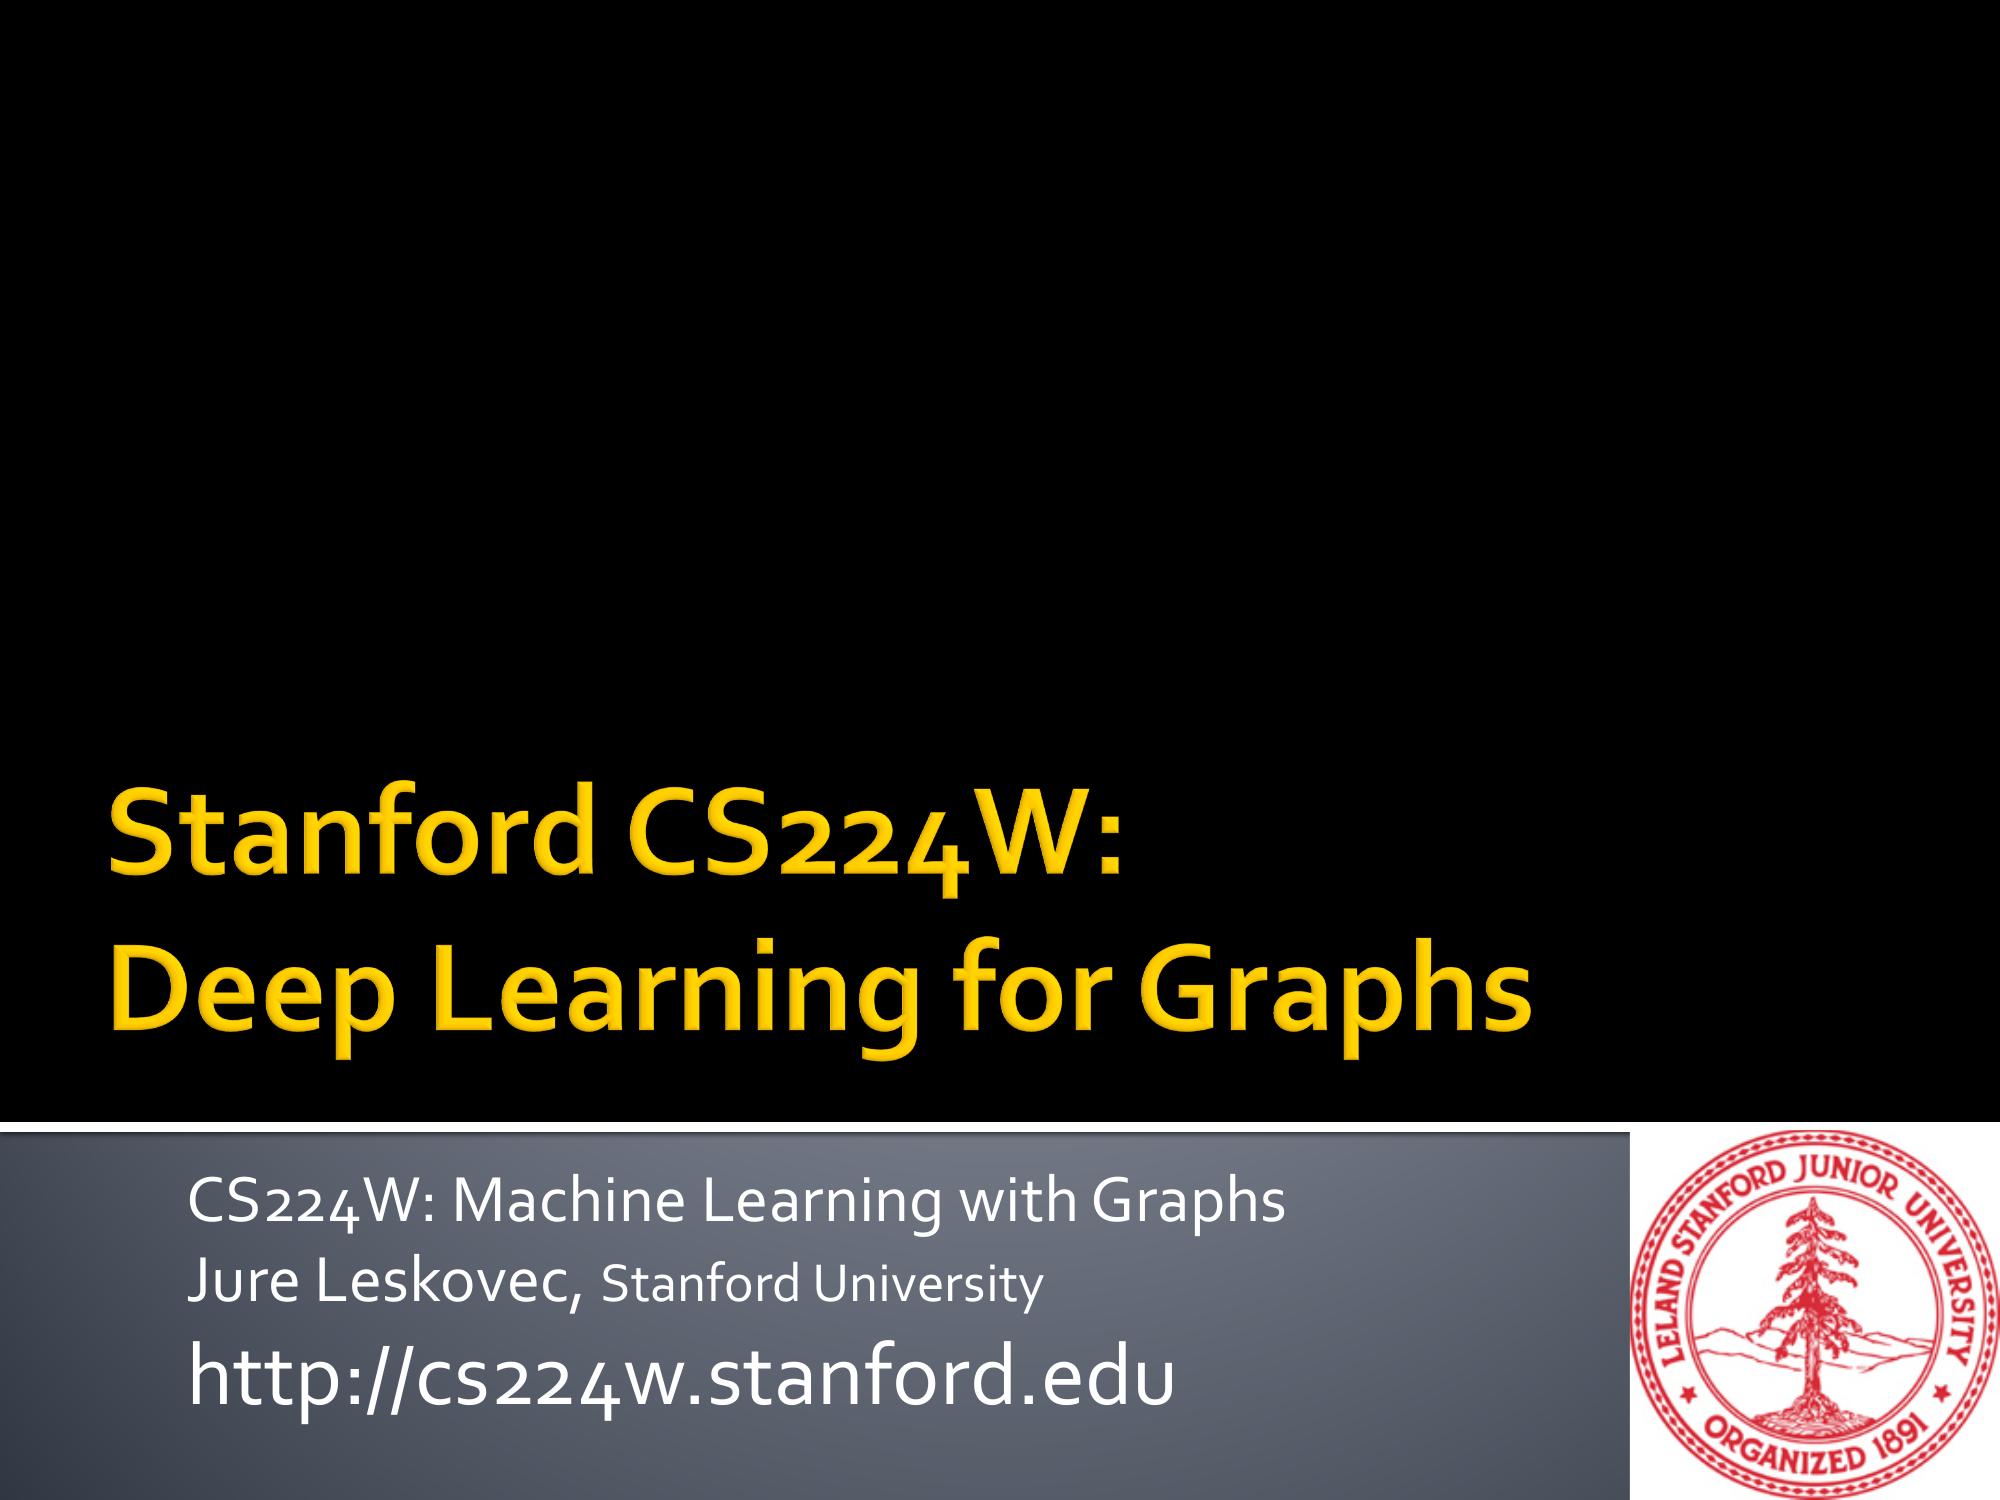 Stanford CS224W:
Deep Learning for Graphs
CS224W: Machine Learning with Graphs
Jure Leskovec, Stanford University
http://cs224w.stanford.edu
LELAND STANFORD JUNIOR UNIVERSITY
ORGANIZED 1891